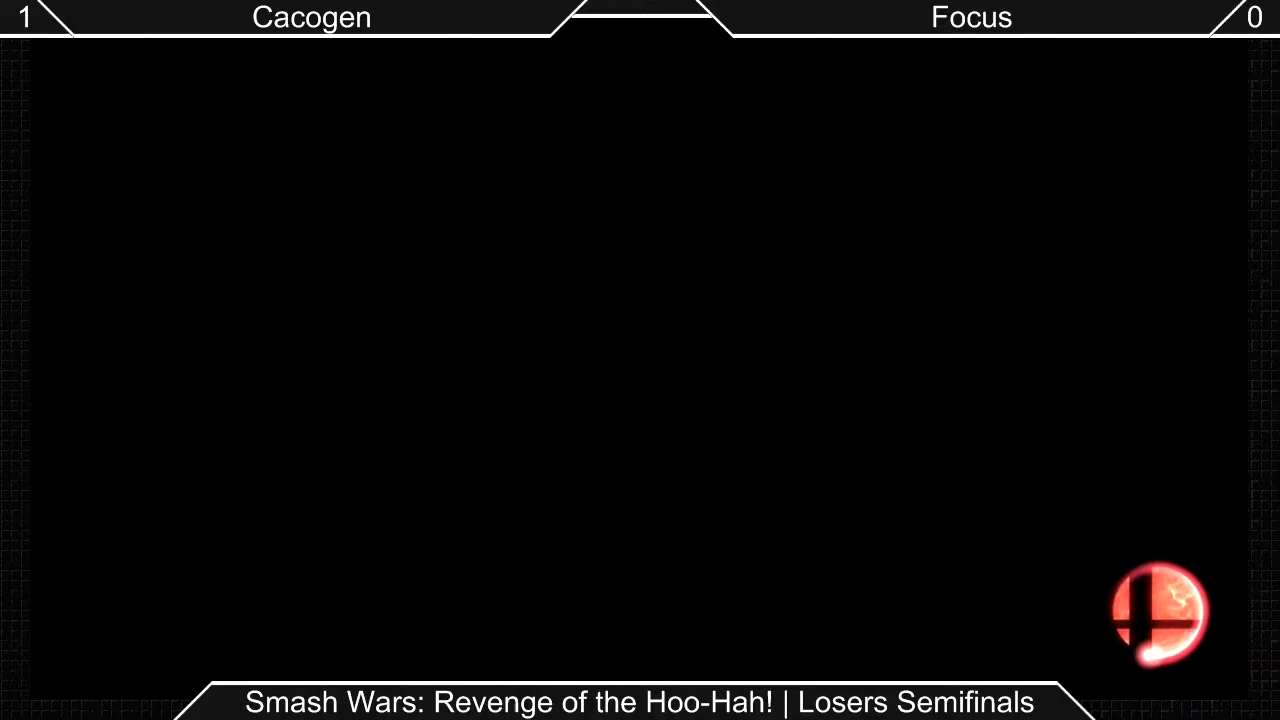 1 Cacogen Focus 0
Smash Wars: Revenge of the Hoo-Hah! | Losers Semifinals